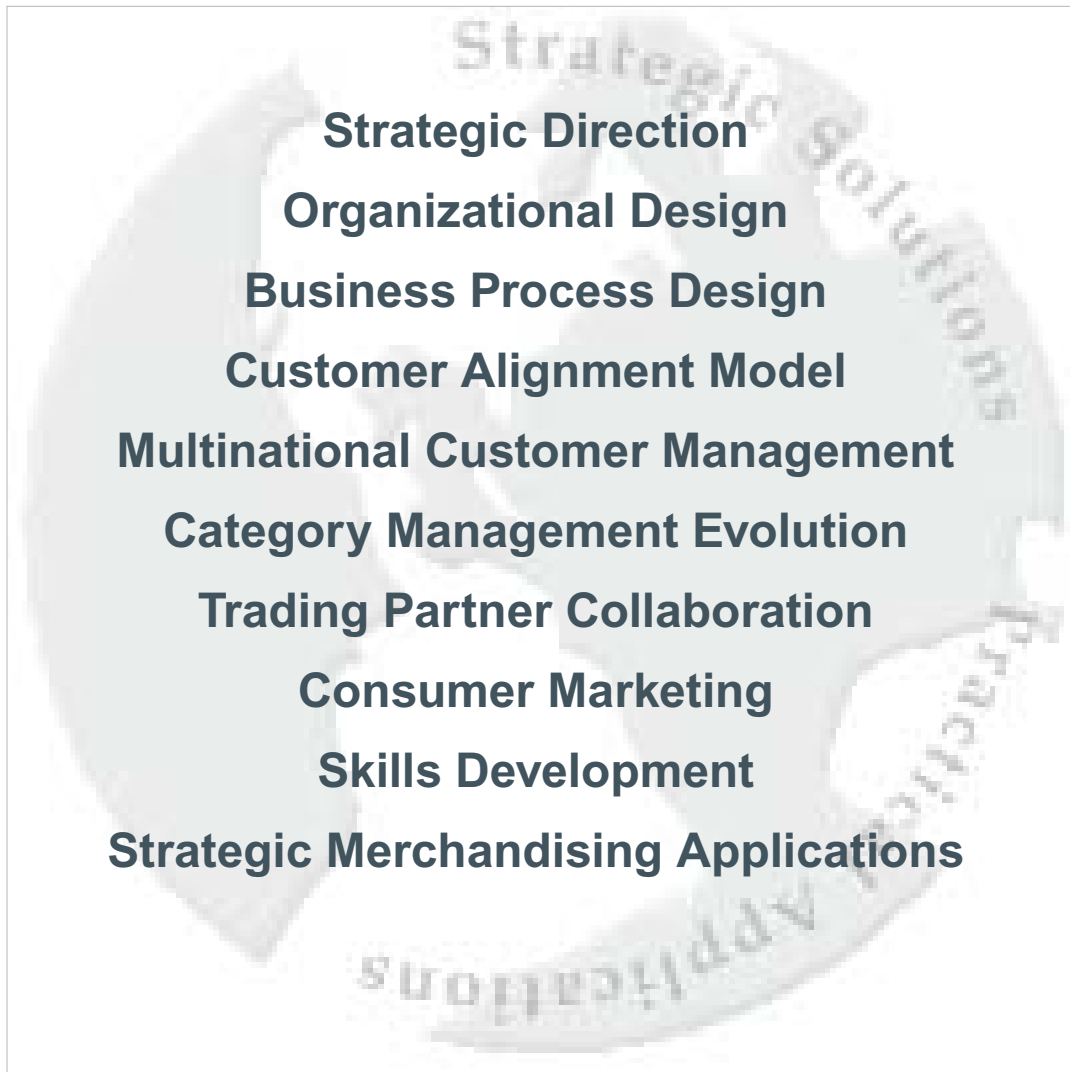 Strategic Solutions
Strategic Direction
Organizational Design
Business Process Design
Customer Alignment Model
Multinational Customer Management
Category Management Evolution
Trading Partner Collaboration
Consumer Marketing
Skills Development
Strategic Merchandising Applications
Practical Applications